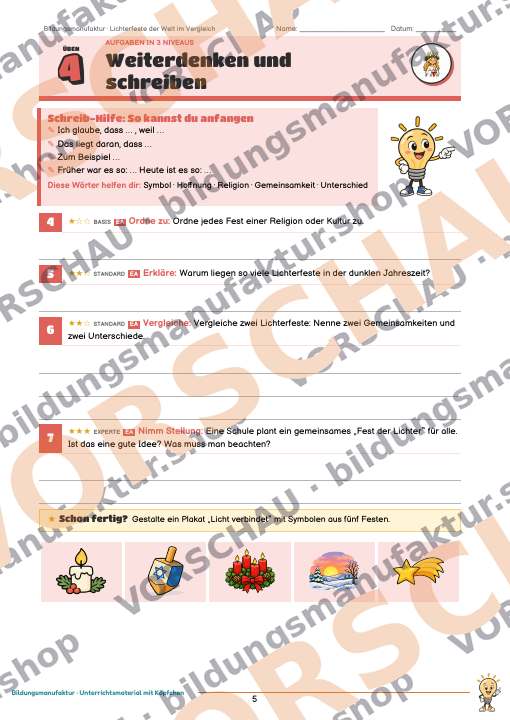 Bildungsmanufaktur · Lichterfeste der Welt im Vergleich Name: Datum:
ÜBEN
4
AUFGABEN IN 3 NIVEAUS
Weiterdenken und
schreiben
Schreib-Hilfe: So kannst du anfangen
Ich glaube, dass … , weil …
Das liegt daran, dass …
Zum Beispiel …
Früher war es so: … Heute ist es so: …
Diese Wörter helfen dir: Symbol · Hoffnung · Religion · Gemeinsamkeit · Unterschied
4 ★☆☆ BASIS EA Ordne zu: Ordne jedes Fest einer Religion oder Kultur zu.
5 ★★☆ STANDARD EA Erkläre: Warum liegen so viele Lichterfeste in der dunklen Jahreszeit?
6 ★★☆ STANDARD EA Vergleiche: Vergleiche zwei Lichterfeste: Nenne zwei Gemeinsamkeiten und
zwei Unterschiede.
7 ★★★ EXPERTE EA Nimm Stellung: Eine Schule plant ein gemeinsames „Fest der Lichter“ für alle.
Ist das eine gute Idee? Was muss man beachten?
★ Schon fertig? Gestalte ein Plakat „Licht verbindet“ mit Symbolen aus fünf Festen.
Bildungsmanufaktur · Unterrichtsmaterial mit Köpfchen
5
VORSCHAU · bildungsmanufaktur.shop
VORSCHAU